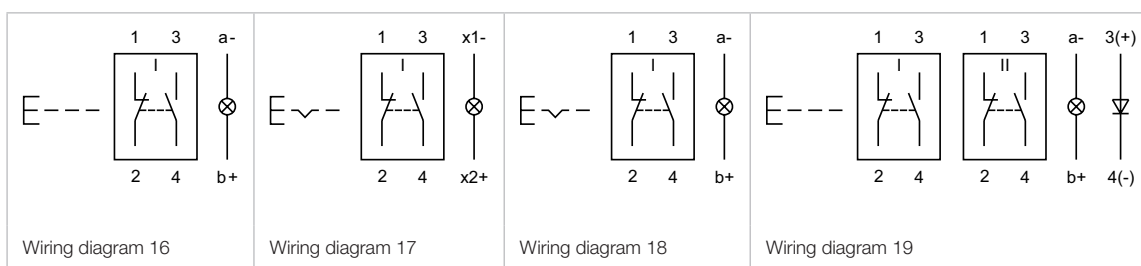 1 3 a- 1 3 x1- 1 3 a- 1 3 1 3 a- 3(+)
I I I I II
2 4 b+ 2 4 x2+ 2 4 b+ 2 4 2 4 b+ 4(-)
Wiring diagram 16 Wiring diagram 17 Wiring diagram 18 Wiring diagram 19